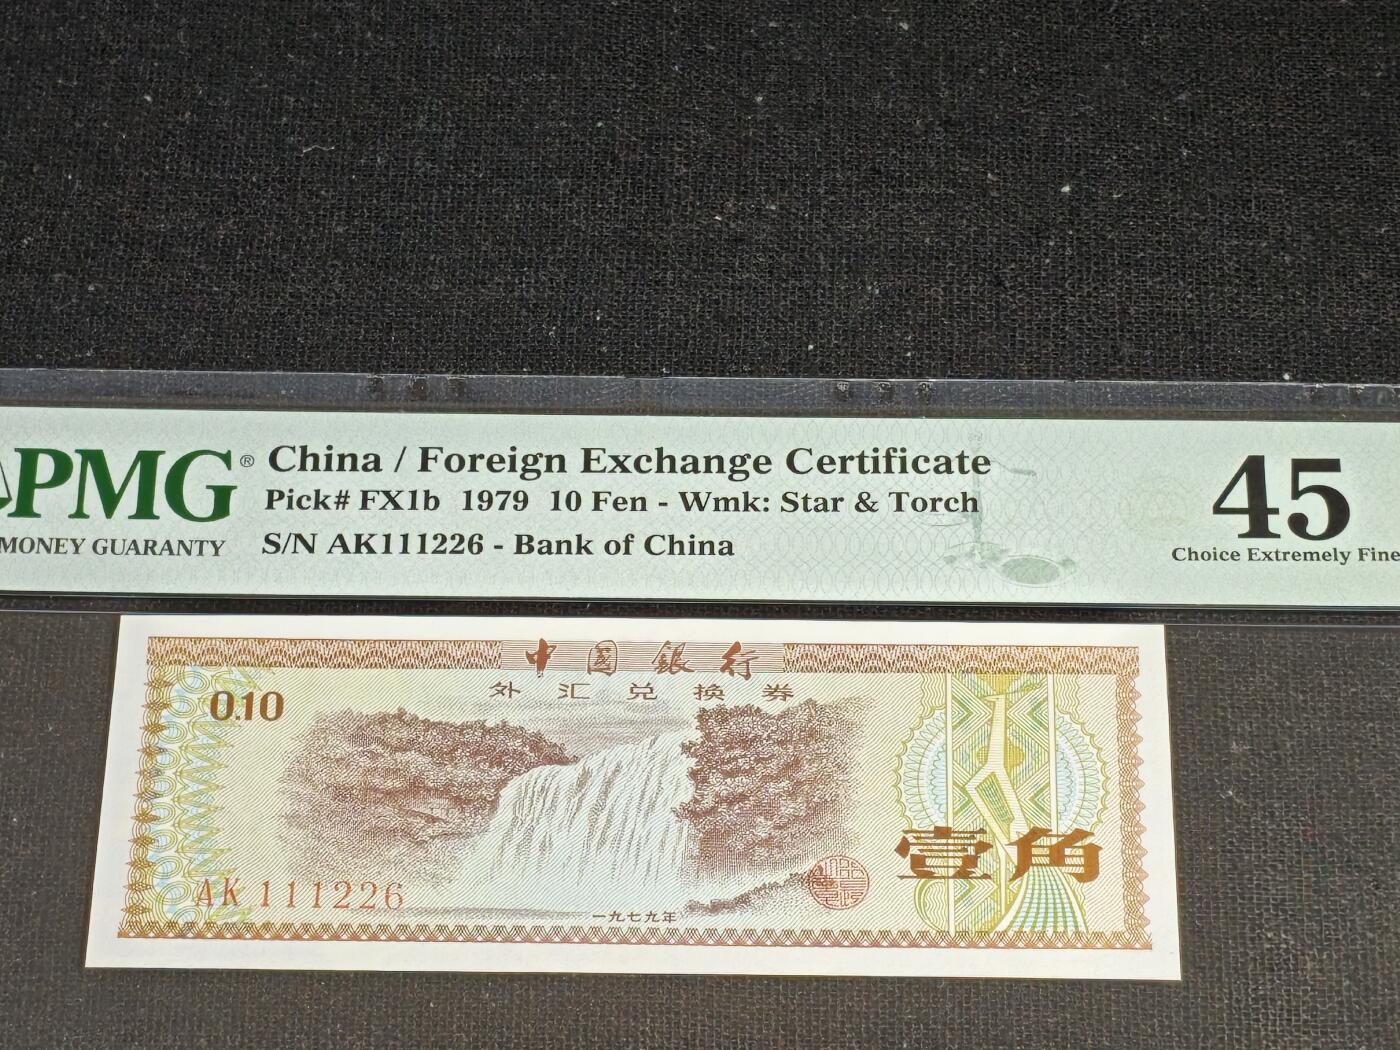 PMG®
MONEY GUARANTY
China / Foreign Exchange Certificate
Pick# FX1b 1979 10 Fen - Wmk: Star & Torch
S/N AK111226 - Bank of China
45
Choice Extremely Fine
中国銀行
外汇兑换券
0.10
壹角
AK 111226
一九七九年